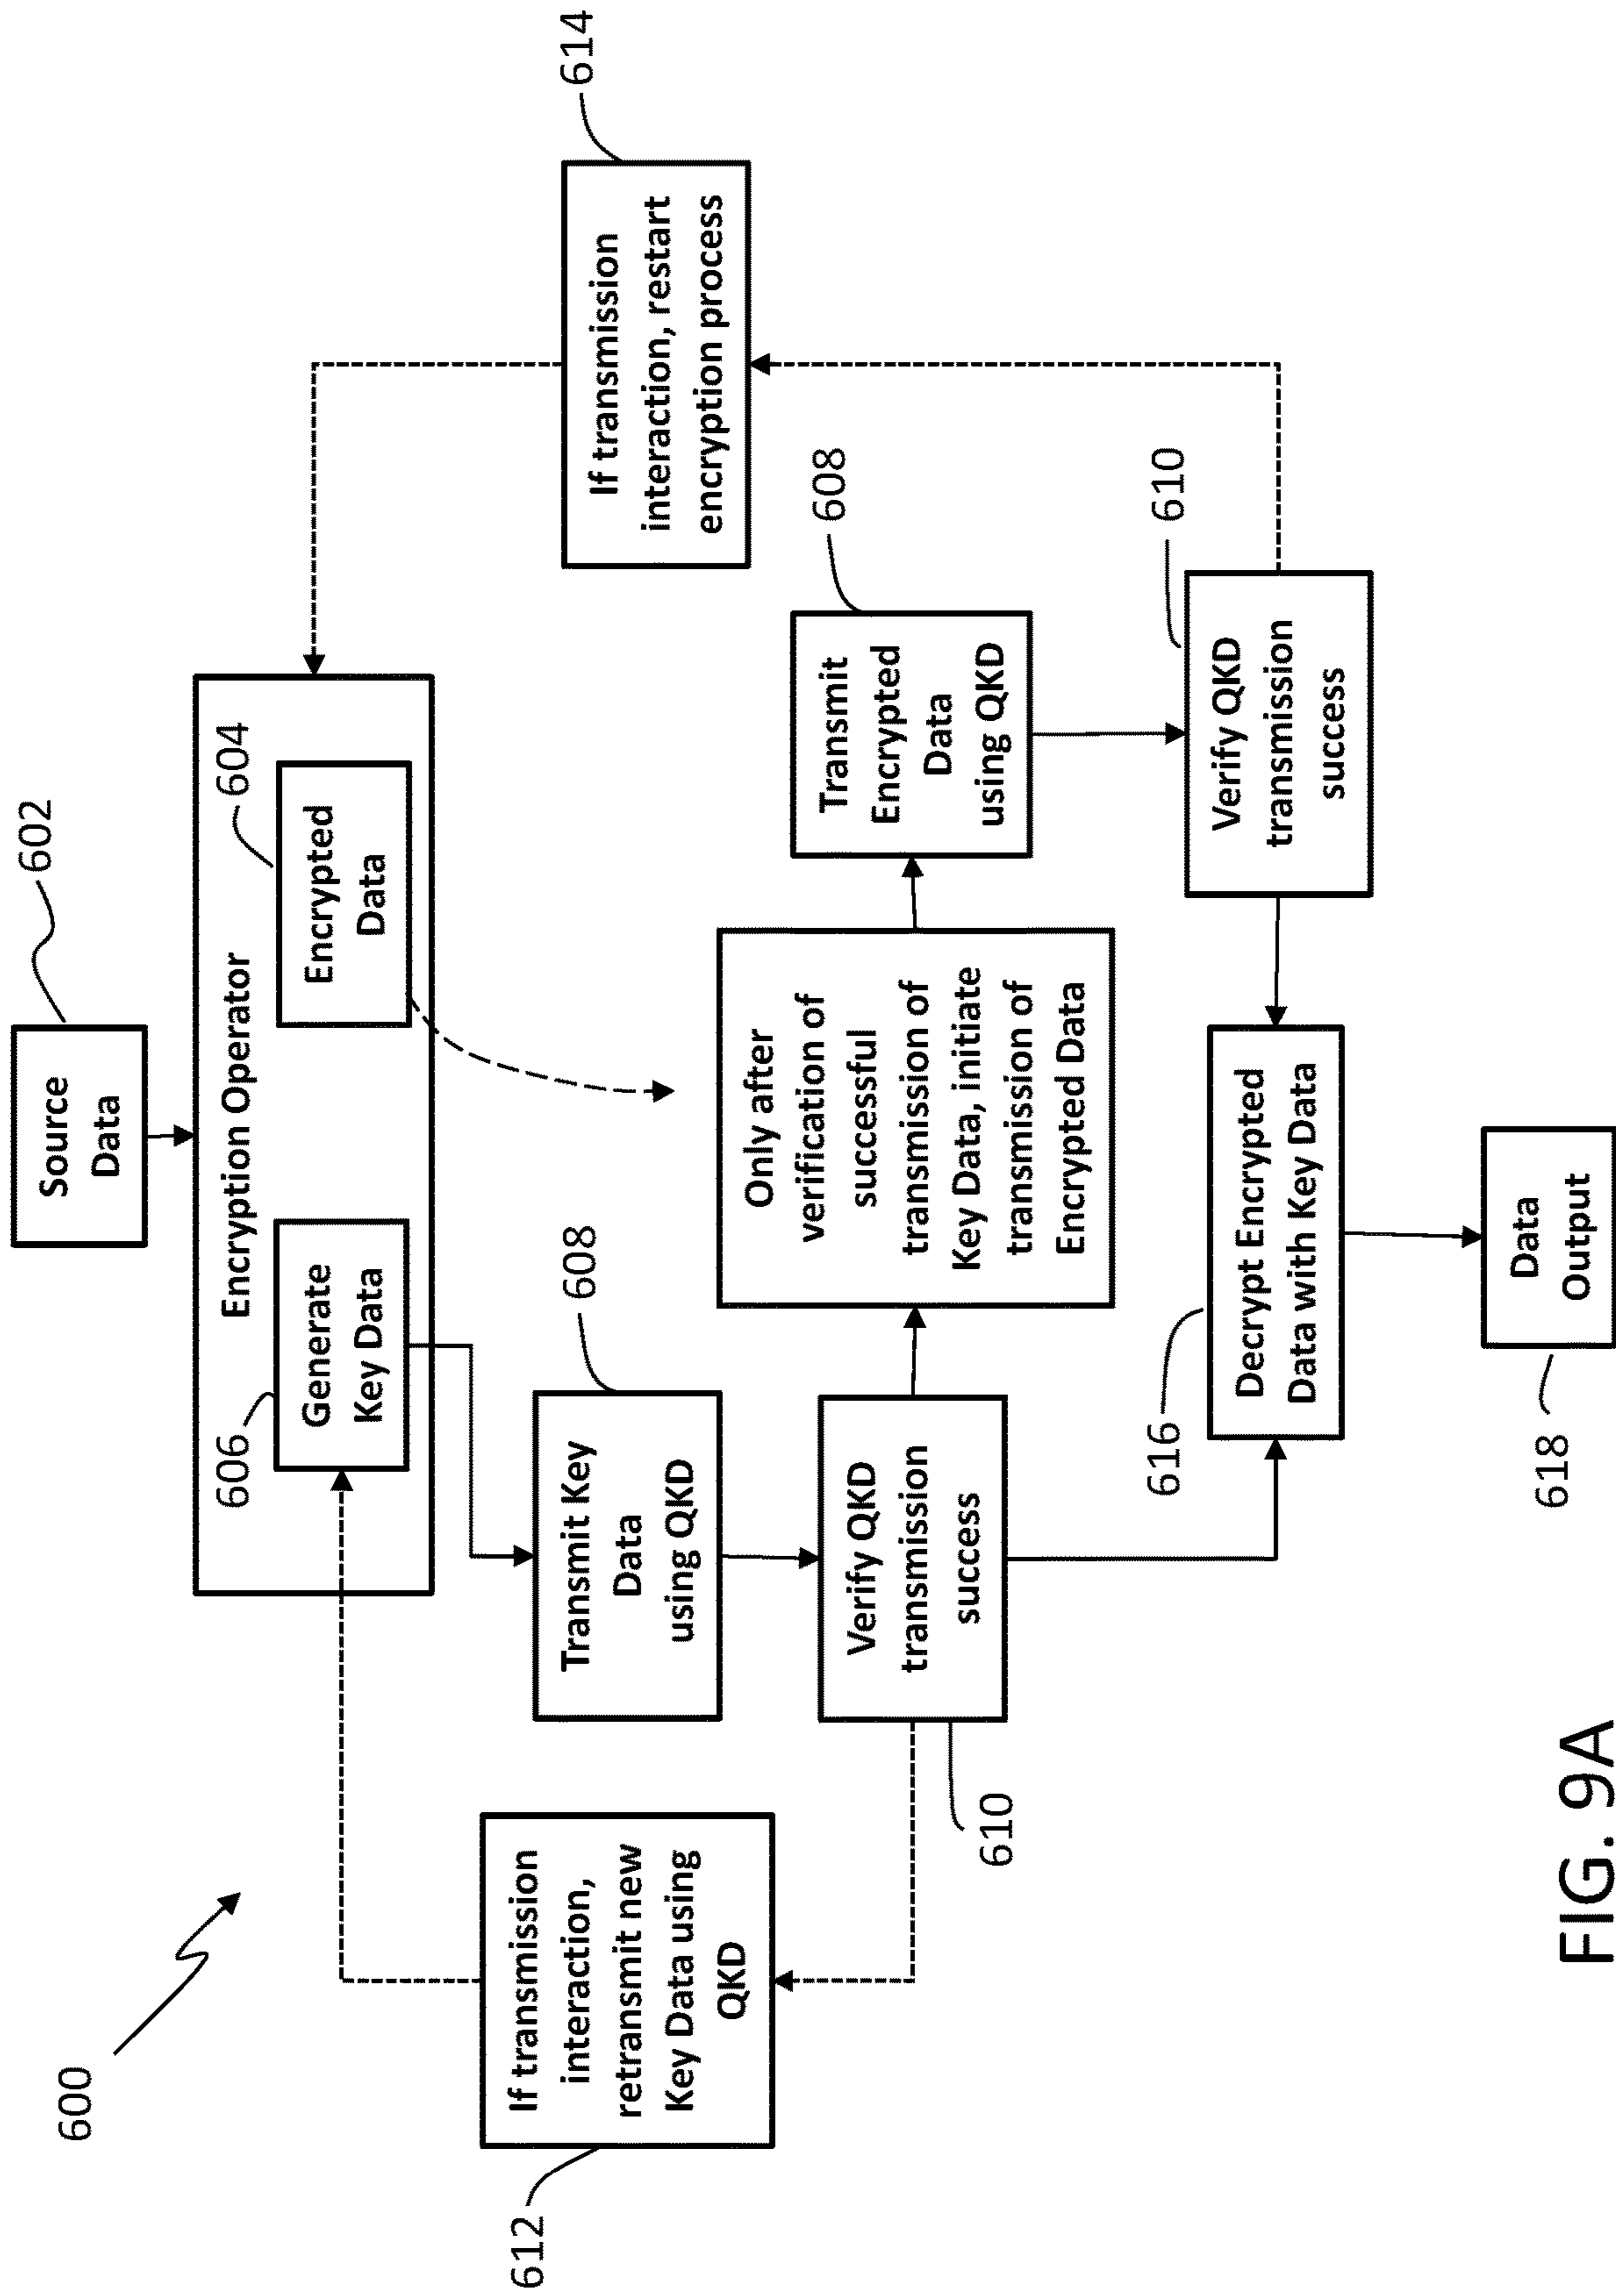 600
Source
Data
602
Encryption Operator
606
Generate
Key Data
604
Encrypted
Data
612
If transmission
interaction,
retransmit new
Key Data using
QKD
Transmit Key
Data
using QKD
608
If transmission
interaction, restart
encryption process
614
Verify QKD
transmission
success
610
Only after
verification of
successful
transmission of
Key Data, initiate
transmission of
Encrypted Data
Transmit
Encrypted
Data
using QKD
608
Verify QKD
transmission
success
610
616
Decrypt Encrypted
Data with Key Data
618
Data
Output
FIG. 9A